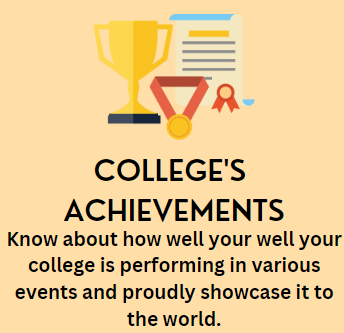 COLLEGE'S
ACHIEVEMENTS
Know about how well your well your
college is performing in various
events and proudly showcase it to
the world.